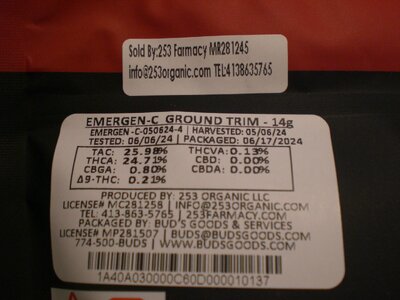 Sold By:253 Farmacy MR281245
info@253organic.com TEL:4138635765
EMERGEN-C GROUND TRIM - 14g
EMERGEN-C-050624-4 | HARVESTED: 05/06/24
TESTED: 06/06/24 | PACKAGED: 06/17/2024
TAC: 25.98% THCVA: 0.13%
THCA: 24.71% CBD: 0.00%
CBGA: 0.80% CBDA: 0.00%
Δ9-THC: 0.21%
PRODUCED BY: 253 ORGANIC LLC
LICENSE# MC281258 | INFO@253ORGANIC.COM
TEL: 413-863-5765 | 253FARMACY.COM
PACKAGED BY: BUD'S GOODS & SERVICES
LICENSE# MP281507 | BUDSGOODS.COM
774-500-BUDS | WWW.BUDSGOODS.COM
1A40A030000C60D000010137